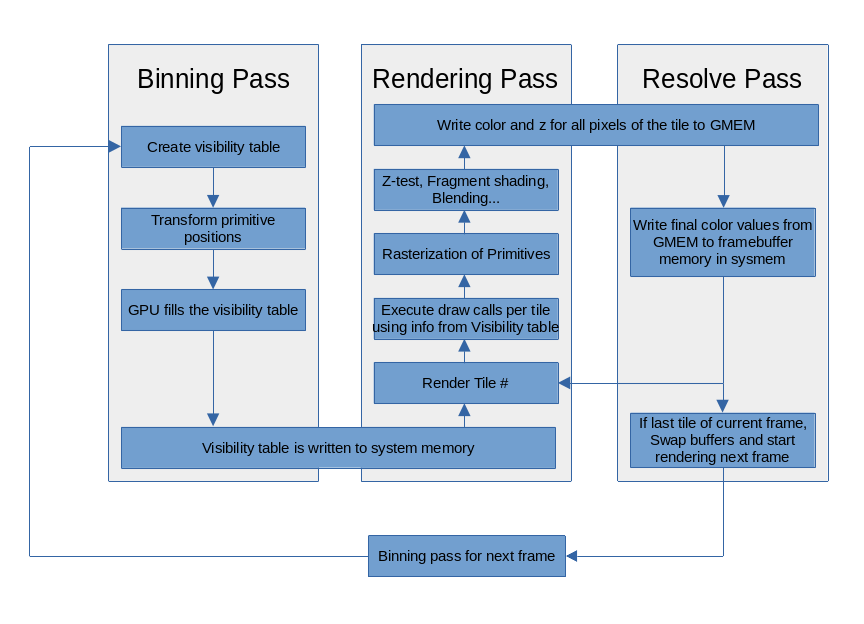 Binning Pass
Create visibility table
Transform primitive
positions
GPU fills the visibility table
Visibility table is written to system memory
Rendering Pass
Write color and z for all pixels of the tile to GMEM
Z-test, Fragment shading,
Blending...
Rasterization of Primitives
Execute draw calls per tile
using info from Visibility table
Render Tile #
Resolve Pass
Write final color values from
GMEM to framebuffer
memory in sysmem
If last tile of current frame,
Swap buffers and start
rendering next frame
Binning pass for next frame